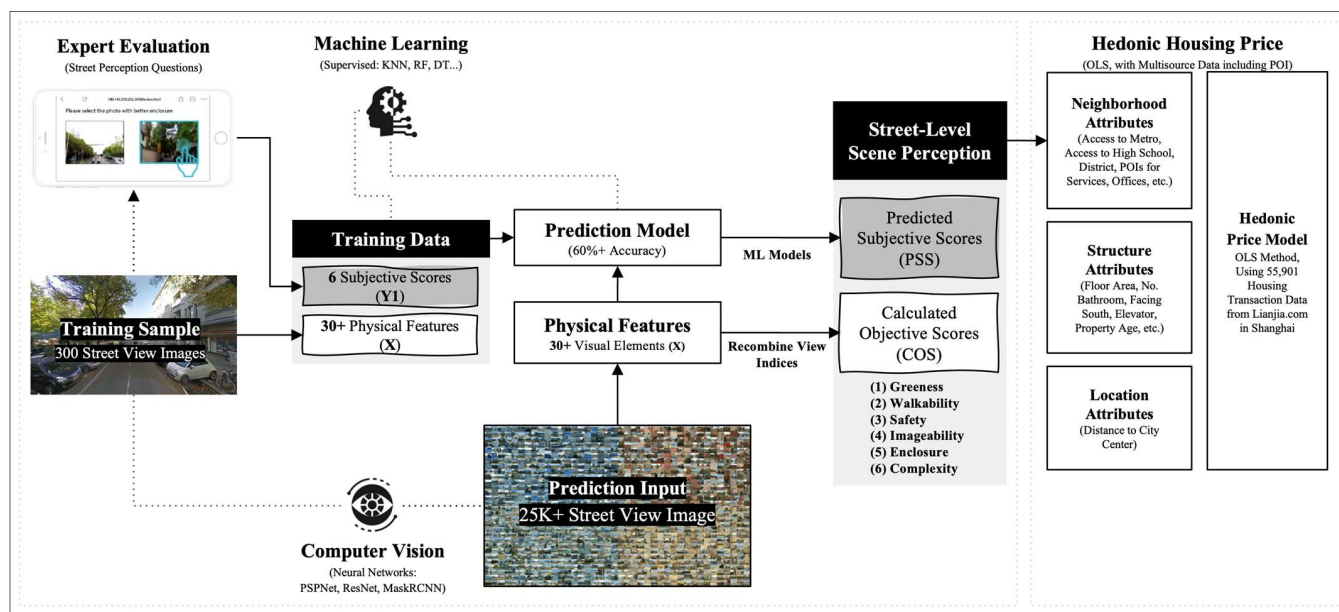 Expert Evaluation
(Street Perception Questions)
Please select the photo with better enclosure
Training Sample
300 Street View Images
Machine Learning
(Supervised: KNN, RF, DT...)
Training Data
6 Subjective Scores
(Y1)
30+ Physical Features
(X)
Computer Vision
(Neural Networks:
PSPNet, ResNet, MaskRCNN)
Prediction Model
(60%+ Accuracy)
Physical Features
30+ Visual Elements (X)
Prediction Input
25K+ Street View Image
ML Models
Recombine View
Indices
Street-Level
Scene Perception
Predicted
Subjective Scores
(PSS)
Calculated
Objective Scores
(COS)
(1) Greeness
(2) Walkability
(3) Safety
(4) Imageability
(5) Enclosure
(6) Complexity
Hedonic Housing Price
(OLS, with Multisource Data including POI)
Neighborhood
Attributes
(Access to Metro,
Access to High School,
District, POIs for
Services, Offices, etc.)
Structure
Attributes
(Floor Area, No.
Bathroom, Facing
South, Elevator,
Property Age, etc.)
Location
Attributes
(Distance to City
Center)
Hedonic
Price Model
OLS Method,
Using 55,901
Housing
Transaction Data
from Lianjia.com
in Shanghai